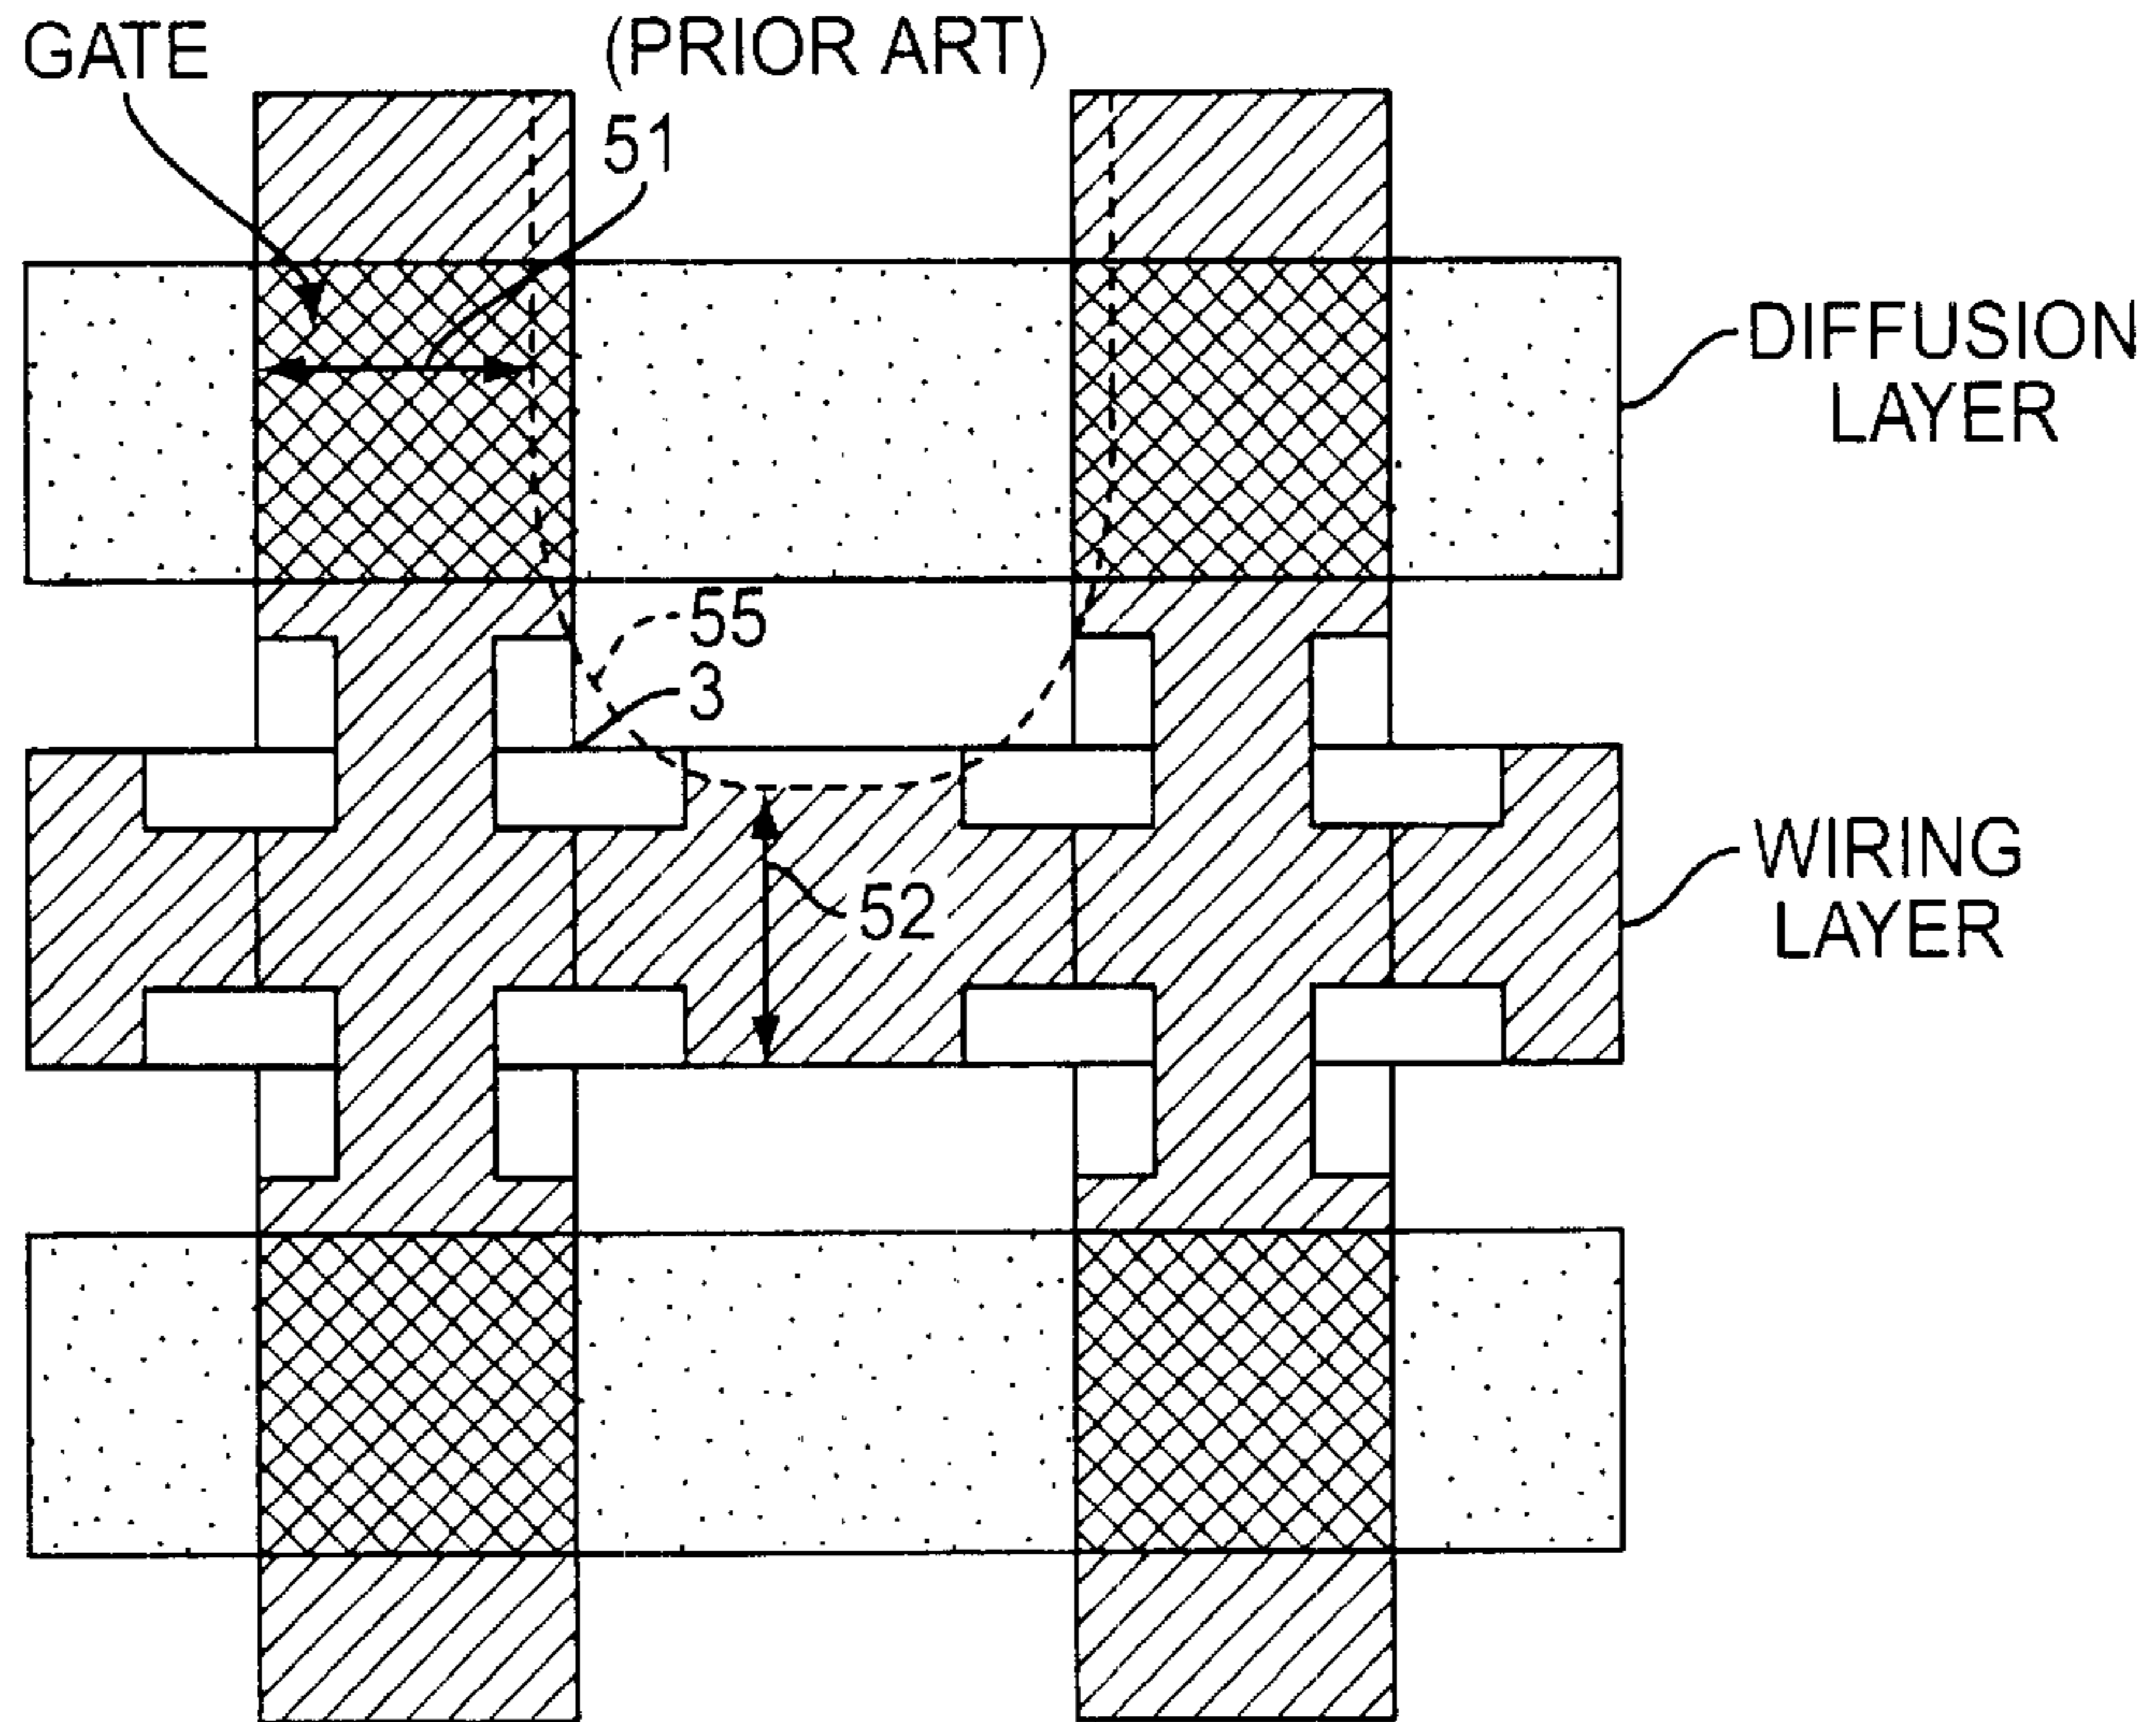 GATE
(PRIOR ART)
51
DIFFUSION
LAYER
55
3
52
WIRING
LAYER